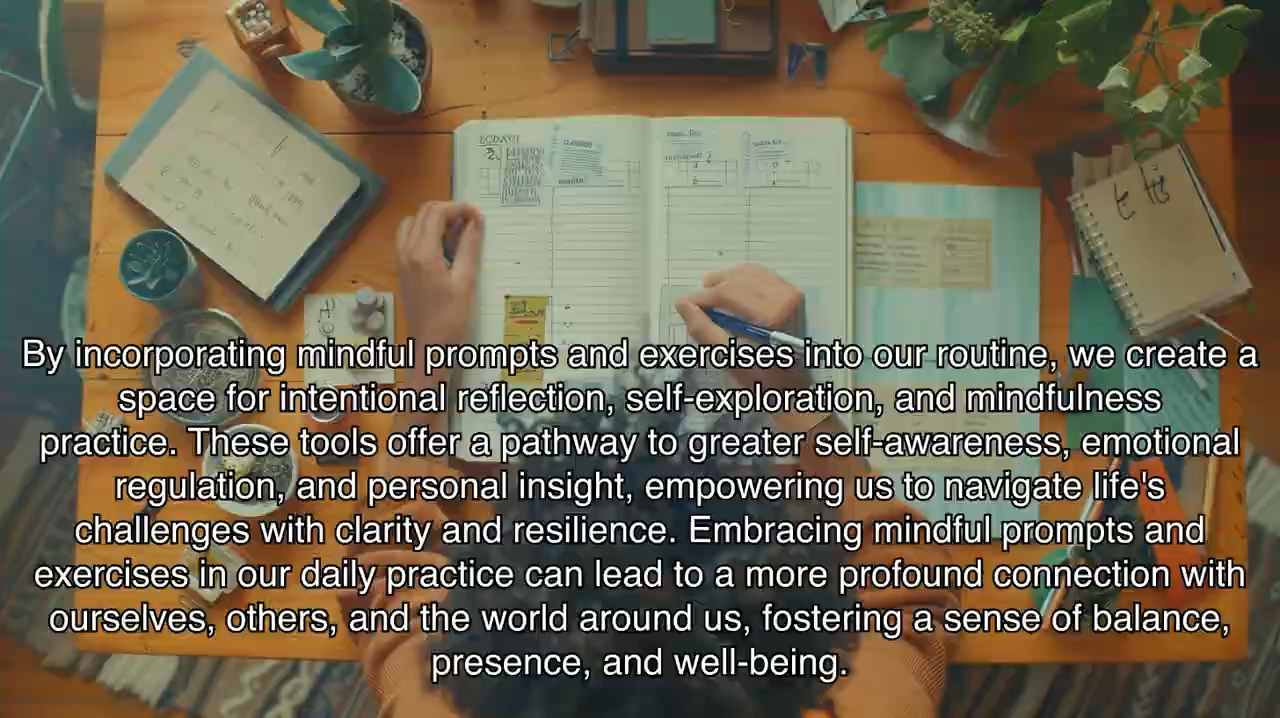 By incorporating mindful prompts and exercises into our routine, we create a
space for intentional reflection, self-exploration, and mindfulness
practice. These tools offer a pathway to greater self-awareness, emotional
regulation, and personal insight, empowering us to navigate life's
challenges with clarity and resilience. Embracing mindful prompts and
exercises in our daily practice can lead to a more profound connection with
ourselves, others, and the world around us, fostering a sense of balance,
presence, and well-being.